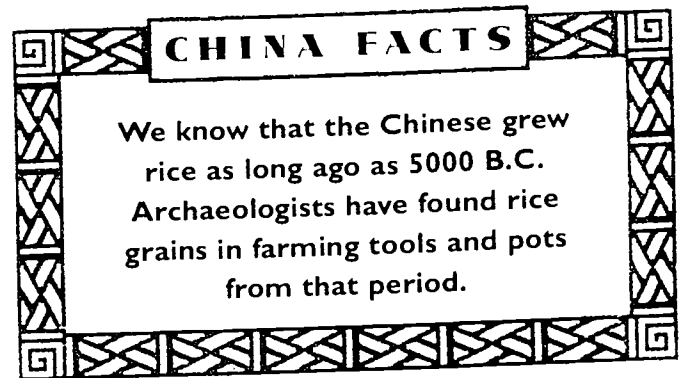 CHINA FACTS
We know that the Chinese grew
rice as long ago as 5000 B.C.
Archaeologists have found rice
grains in farming tools and pots
from that period.